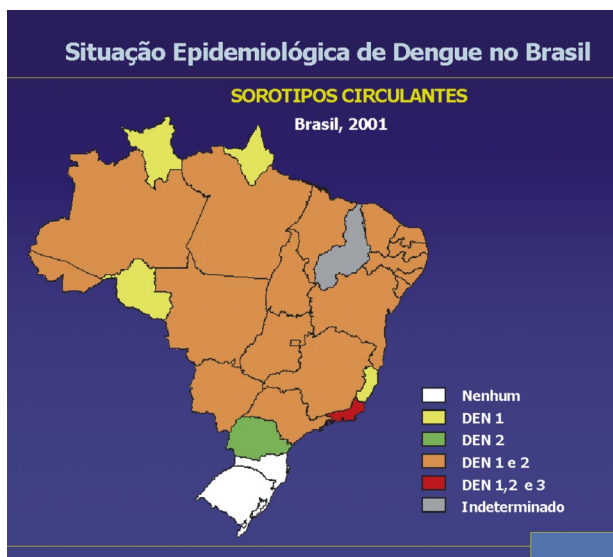 Situação Epidemiológica de Dengue no Brasil
SOROTIPOS CIRCULANTES
Brasil, 2001
Nenhum
DEN 1
DEN 2
DEN 1 e 2
DEN 1,2 e 3
Indeterminado